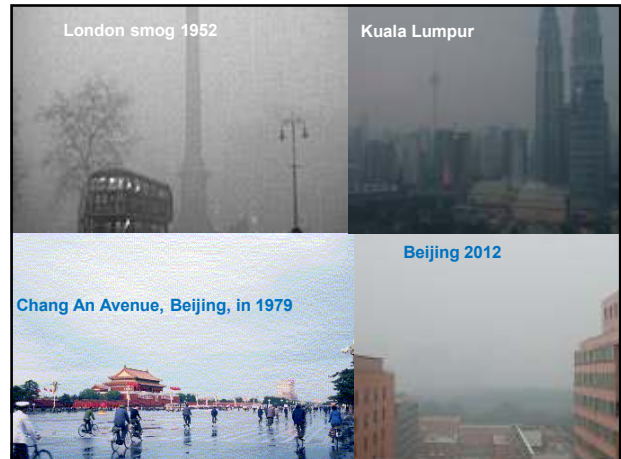 London smog 1952
Kuala Lumpur
Beijing 2012
Chang An Avenue, Beijing, in 1979